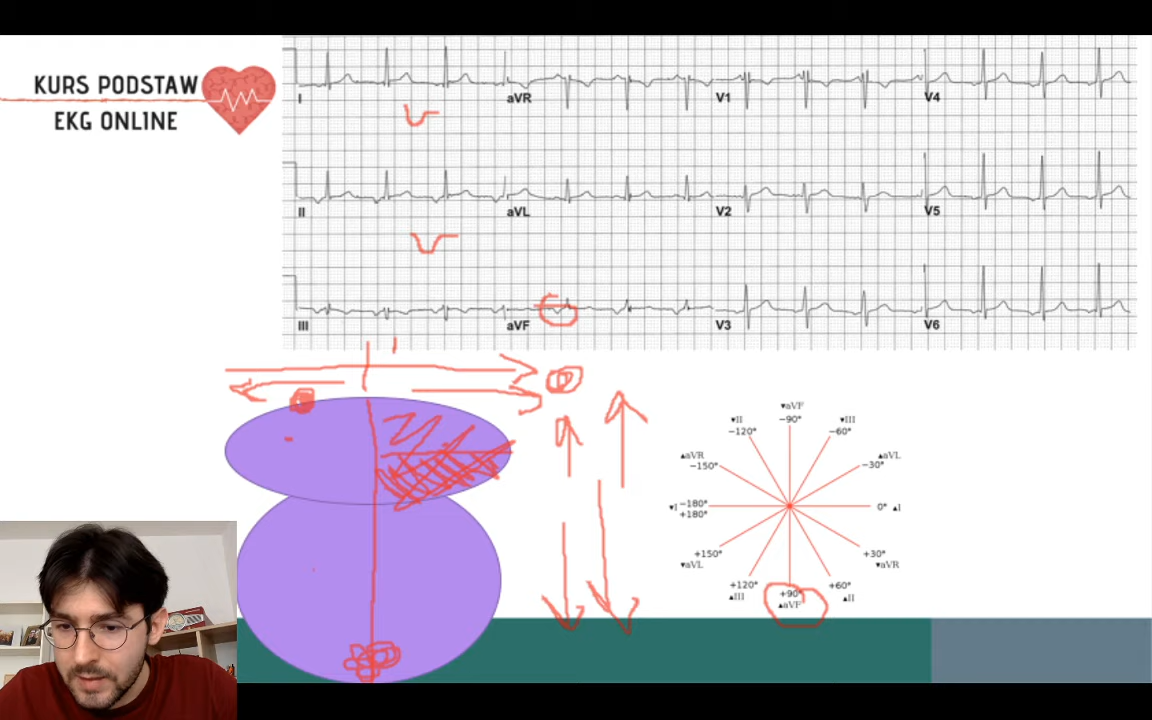 KURS PODSTAW
EKG ONLINE
I
aVR
V1
V4
II
aVL
V2
V5
III
aVF
V3
V6
▾aVF
−90°
▾II
−120°
▾III
−60°
▴aVR
−150°
▴aVL
−30°
▾I
−180°
+180°
0° ▴I
+150°
▾aVL
+30°
▾aVR
+120°
▴III
+90°
▴aVF
+60°
▴II